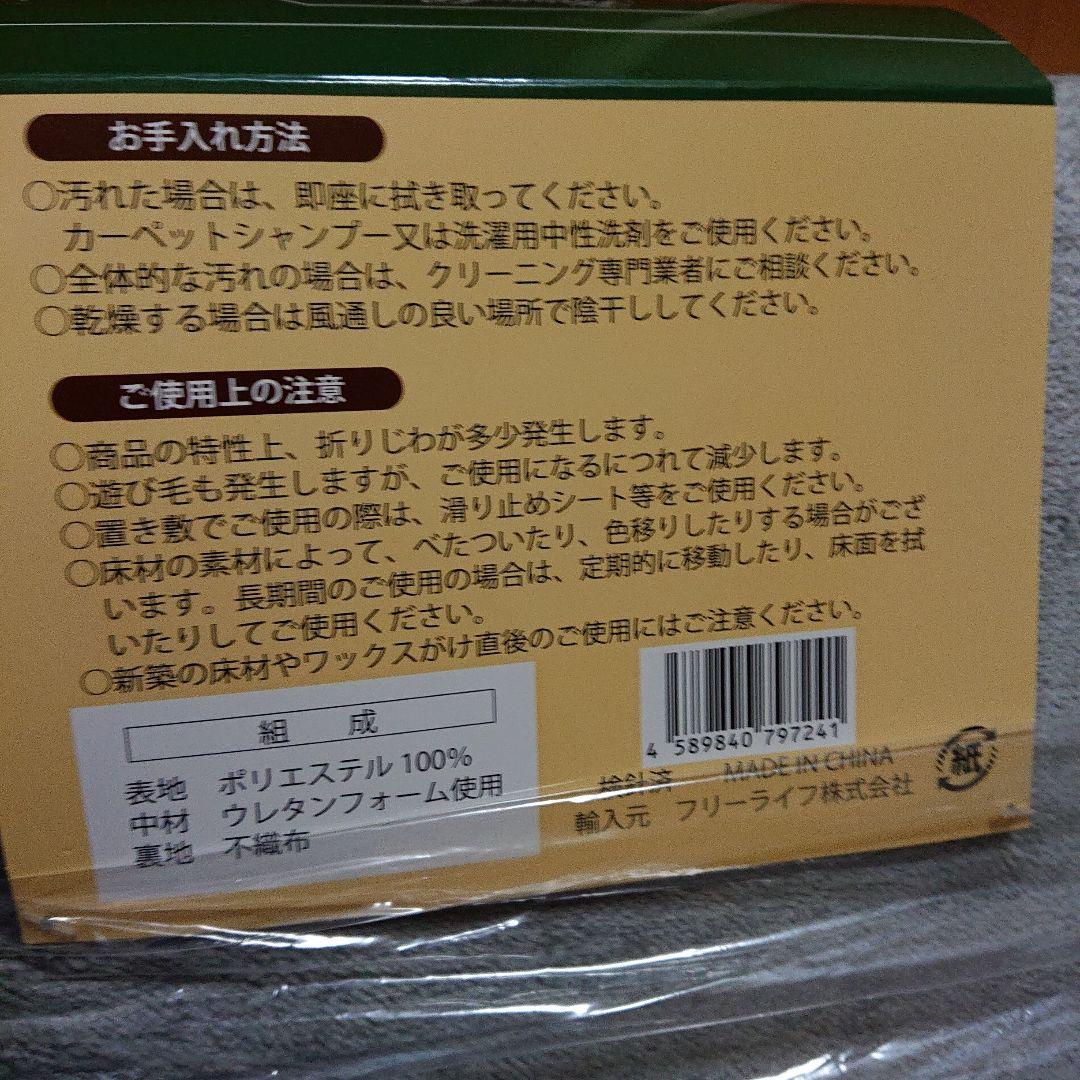 お手入れ方法
○汚れた場合は、即座に拭き取ってください。
カーペットシャンプー又は洗濯用中性洗剤をご使用ください。
○全体的な汚れの場合は、クリーニング専門業者にご相談ください。
○乾燥する場合は風通しの良い場所で陰干ししてください。
ご使用上の注意
○商品の特性上、折りじわが多少発生します。
○遊び毛も発生しますが、ご使用になるにつれて減少します。
○置き敷でご使用の際は、滑り止めシート等をご使用ください。
○床材の素材によって、べたついたり、色移りしたりする場合がござ
います。長期間のご使用の場合は、定期的に移動したり、床面を拭
いたりしてご使用ください。
○新築の床材やワックスがけ直後のご使用にはご注意ください。
組 成
表地 ポリエステル 100%
中材 ウレタンフォーム使用
裏地 不織布
4 589840 797241
検針済 MADE IN CHINA
輸入元 フリーライフ株式会社
紙